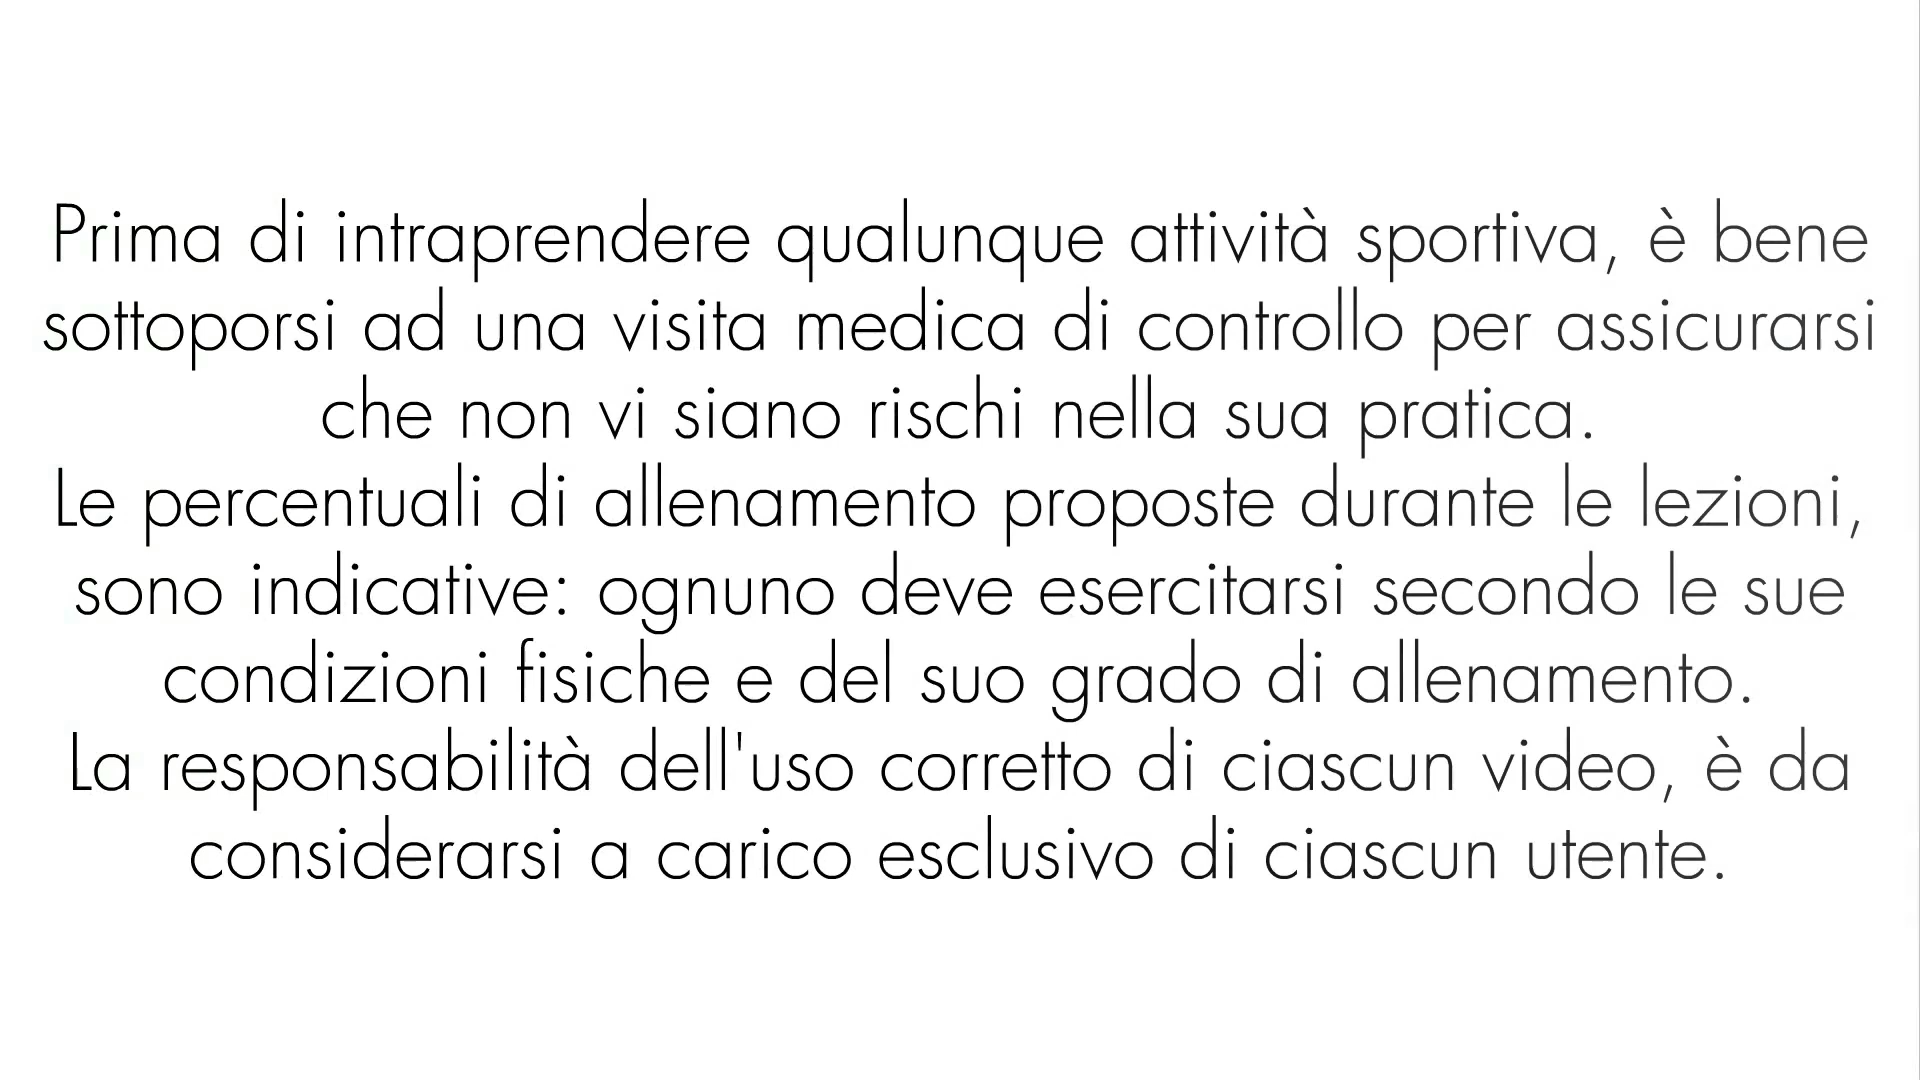 Prima di intraprendere qualunque attività sportiva, è bene
sottoporsi ad una visita medica di controllo per assicurarsi
che non vi siano rischi nella sua pratica.
Le percentuali di allenamento proposte durante le lezioni,
sono indicative: ognuno deve esercitarsi secondo le sue
condizioni fisiche e del suo grado di allenamento.
La responsabilità dell'uso corretto di ciascun video, è da
considerarsi a carico esclusivo di ciascun utente.